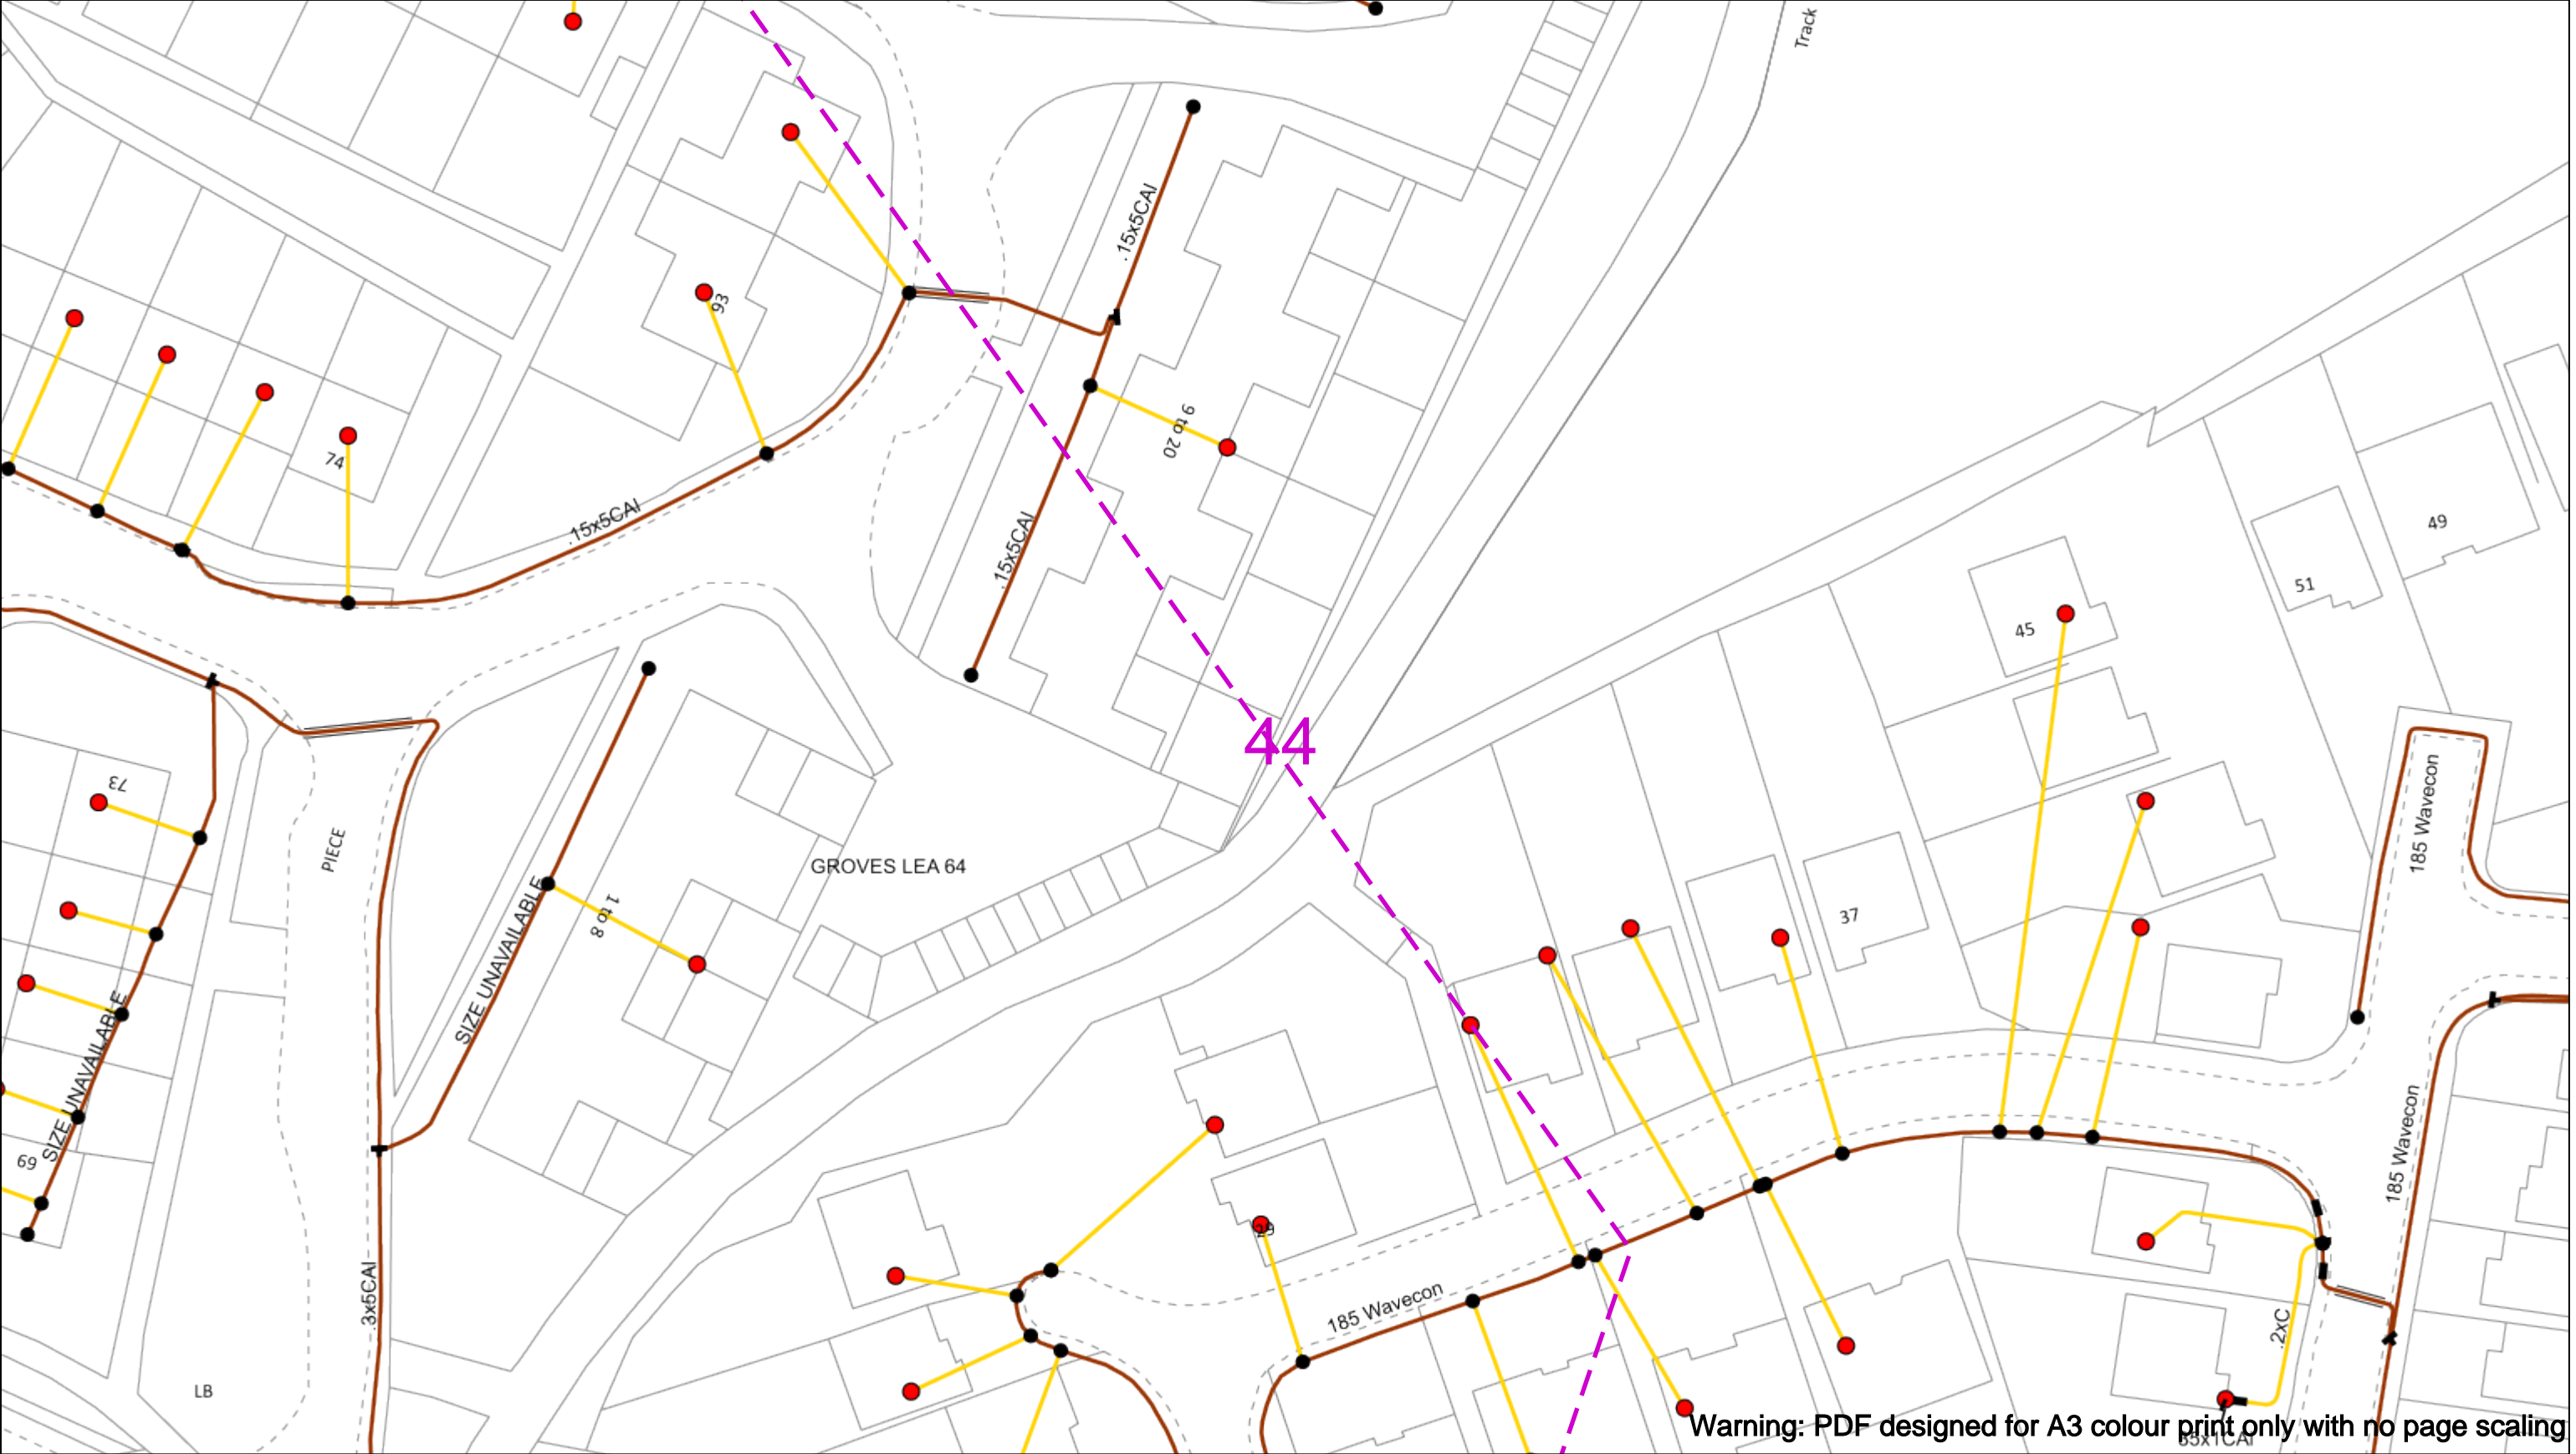 Track
.15x5CAI
93
9 to 20
74
.15x5CAI
.15x5CAI
49
51
45
44
73
PIECE
GROVES LEA 64
185 Wavecon
1 to 8
37
SIZE UNAVAILABLE
SIZE UNAVAILABLE
69
185 Wavecon
.3x5CAI
185 Wavecon
.2xC
LB
Warning: PDF designed for A3 colour print only with no page scaling